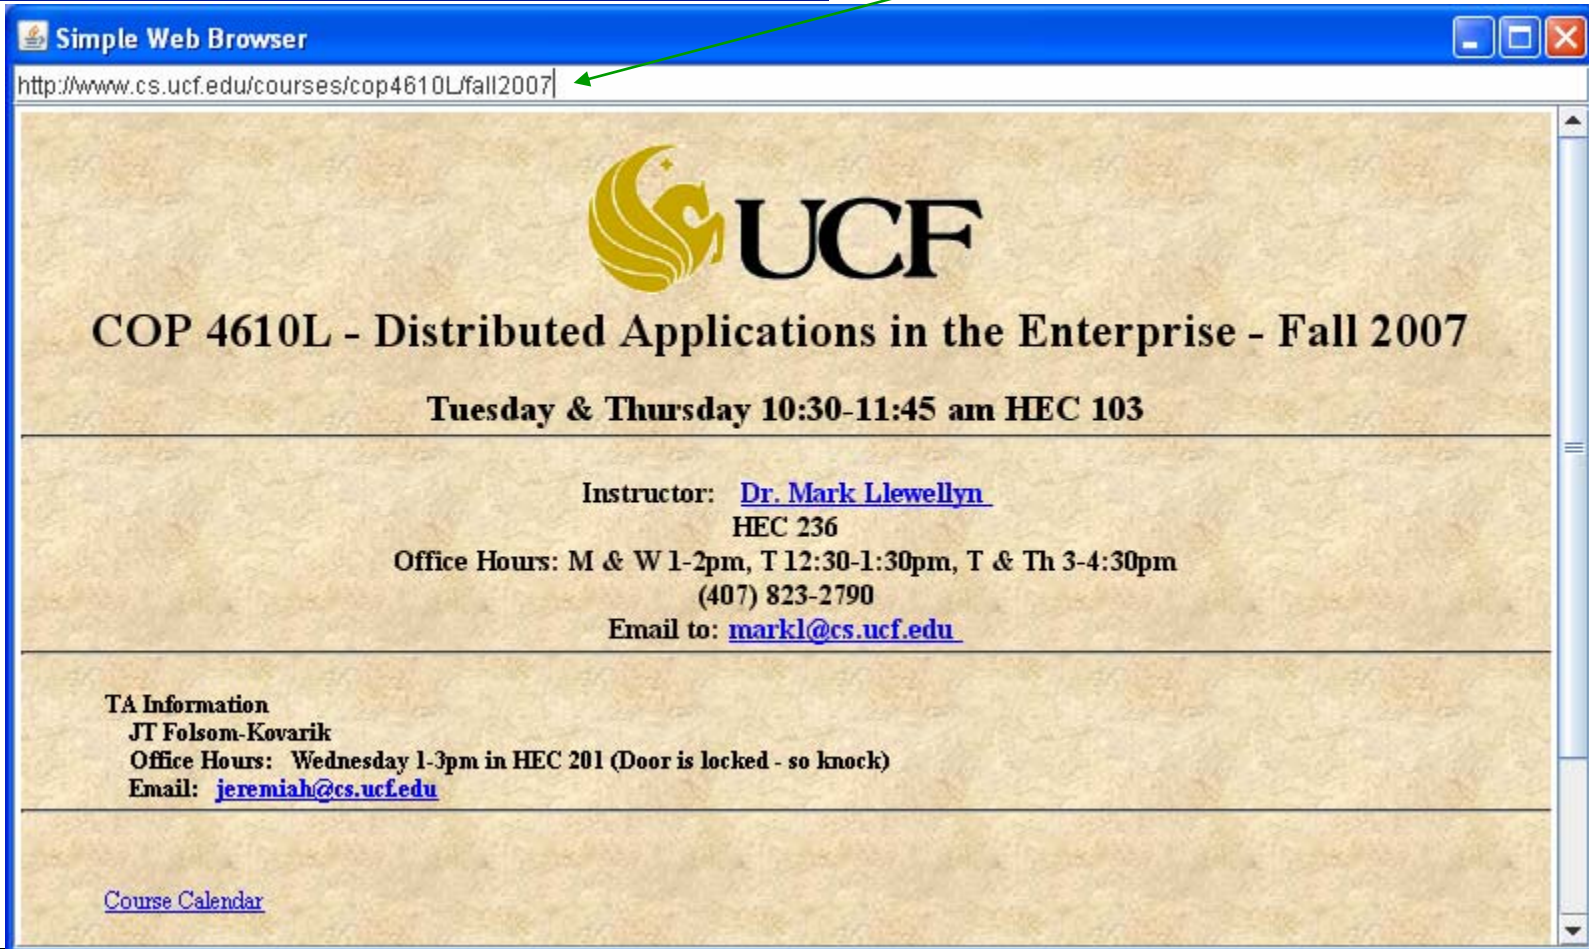 Simple Web Browser
http://www.cs.ucf.edu/courses/cop4610L/fall2007
UCF
COP 4610L - Distributed Applications in the Enterprise - Fall 2007
Tuesday & Thursday 10:30-11:45 am HEC 103
Instructor: Dr. Mark Llewellyn
HEC 236
Office Hours: M & W 1-2pm, T 12:30-1:30pm, T & Th 3-4:30pm
(407) 823-2790
Email to: markl@cs.ucf.edu
TA Information
JT Folsom-Kovarik
Office Hours: Wednesday 1-3pm in HEC 201 (Door is locked - so knock)
Email: jeremiah@cs.ucf.edu
Course Calendar